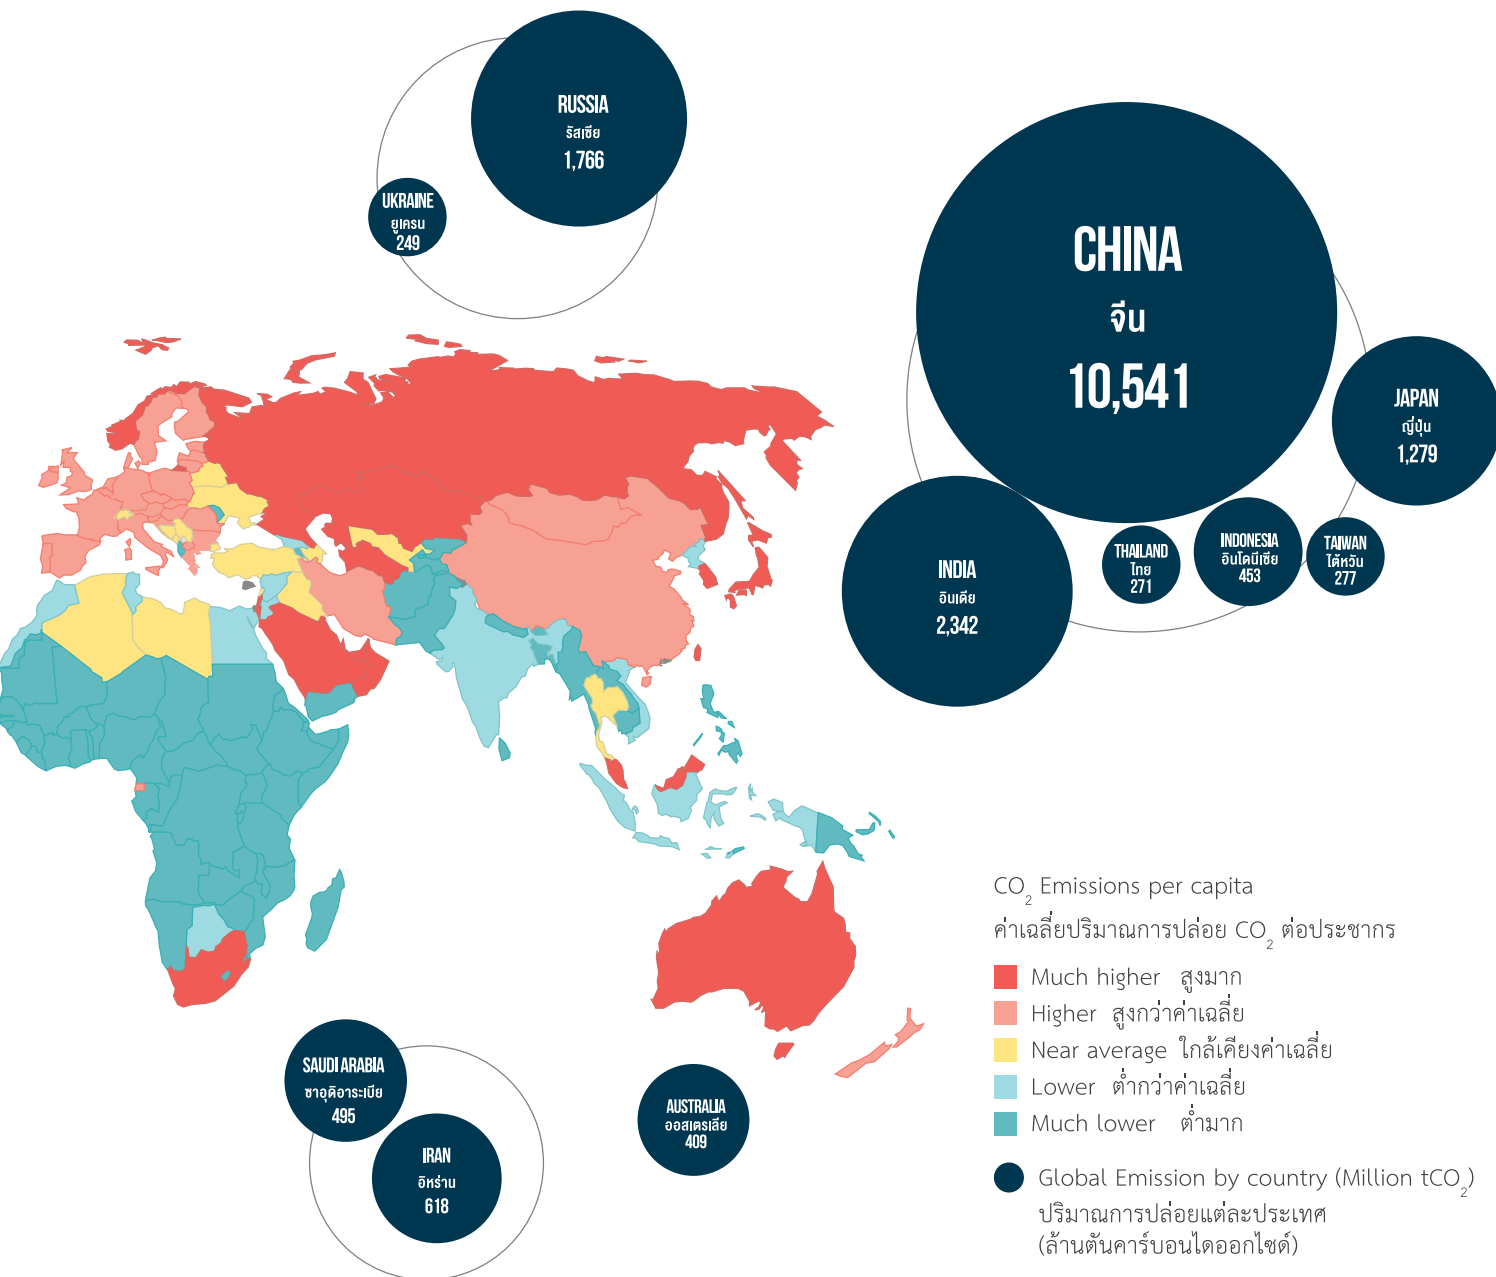 RUSSIA
รัสเซีย
1,766
UKRAINE
ยูเครน
249
CHINA
จีน
10,541
JAPAN
ญี่ปุ่น
1,279
INDIA
อินเดีย
2,342
THAILAND
ไทย
271
INDONESIA
อินโดนีเซีย
453
TAIWAN
ไต้หวัน
277
SAUDI ARABIA
ซาอุดิอาระเบีย
495
IRAN
อิหร่าน
618
AUSTRALIA
ออสเตรเลีย
409
CO₂ Emissions per capita
ค่าเฉลี่ยปริมาณการปล่อย CO₂ ต่อประชากร
Much higher สูงมาก
Higher สูงกว่าค่าเฉลี่ย
Near average ใกล้เคียงค่าเฉลี่ย
Lower ต่ำกว่าค่าเฉลี่ย
Much lower ต่ำมาก
Global Emission by country (Million tCO₂)
ปริมาณการปล่อยแต่ละประเทศ
(ล้านตันคาร์บอนไดออกไซด์)